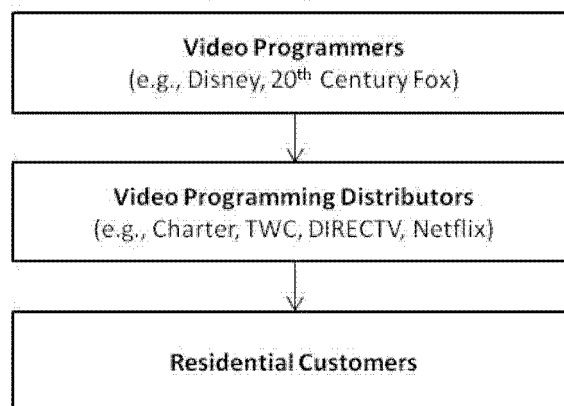 Video Programmers
(e.g., Disney, 20th Century Fox)
Video Programming Distributors
(e.g., Charter, TWC, DIRECTV, Netflix)
Residential Customers